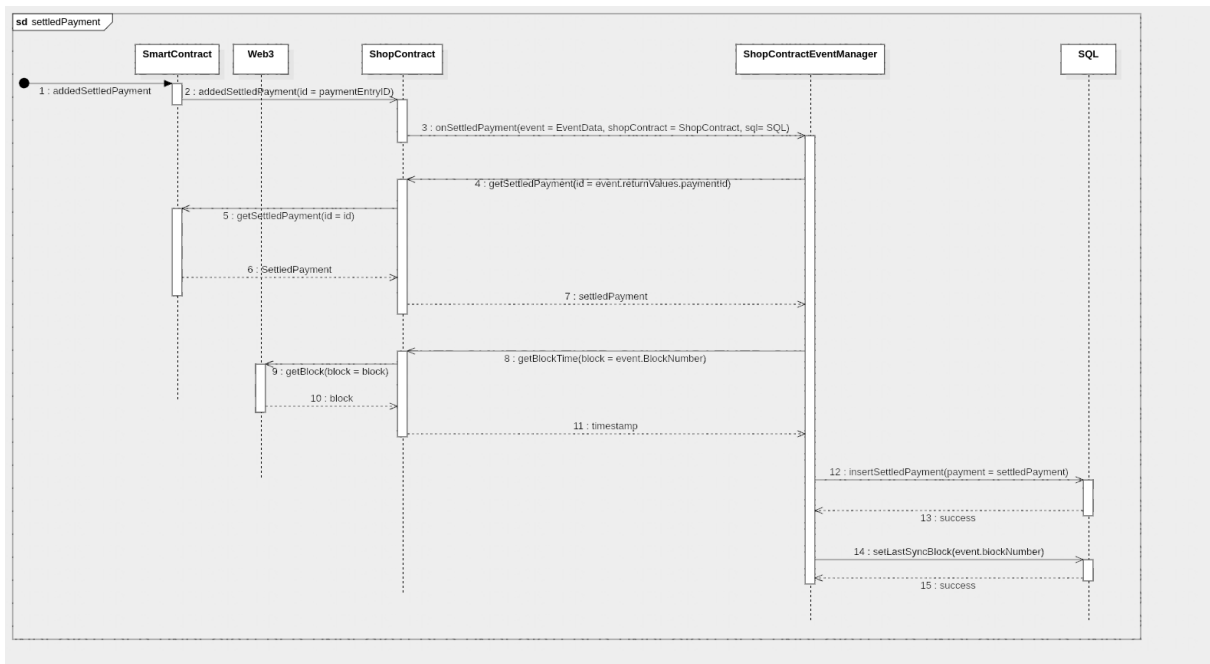 sd settledPayment
SmartContract
Web3
ShopContract
ShopContractEventManager
SQL
1 : addedSettledPayment
2 : addedSettledPayment(id = paymentEntryID)
3 : onSettledPayment(event = EventData, shopContract = ShopContract, sql= SQL)
4 : getSettledPayment(id = event.returnValues.paymentid)
5 : getSettledPayment(id = id)
6 : SettledPayment
7 : settledPayment
8 : getBlockTime(block = event.BlockNumber)
9 : getBlock(block = block)
10 : block
11 : timestamp
12 : insertSettledPayment(payment = settledPayment)
13 : success
14 : setLastSyncBlock(event.blockNumber)
15 : success